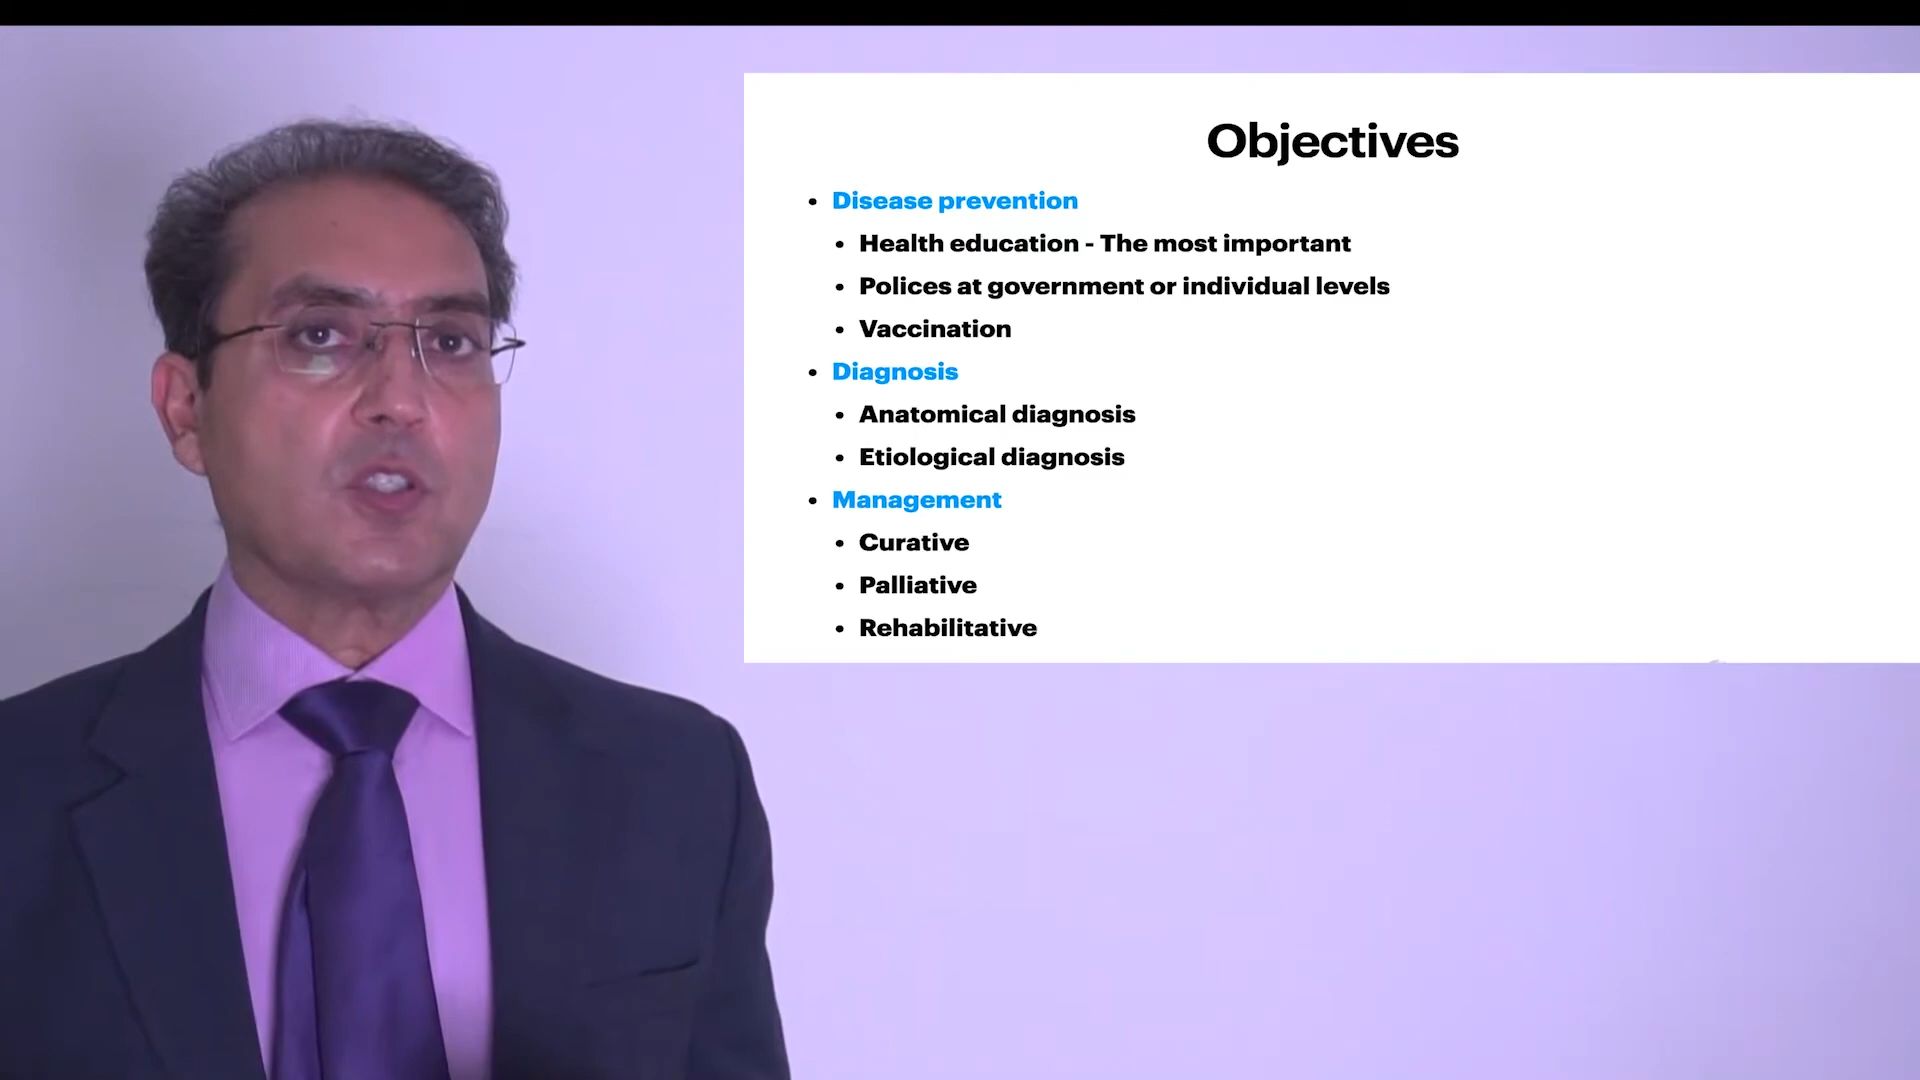 Objectives
• Disease prevention
• Health education - The most important
• Polices at government or individual levels
• Vaccination
• Diagnosis
• Anatomical diagnosis
• Etiological diagnosis
• Management
• Curative
• Palliative
• Rehabilitative